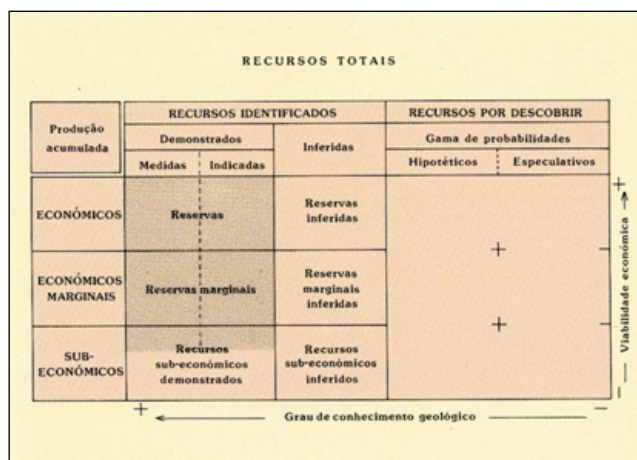 RECURSOS TOTAIS
Produção
acumulada
RECURSOS IDENTIFICADOS
RECURSOS POR DESCOBRIR
Demonstrados
Inferidas
Gama de probabilidades
Medidas
Indicadas
Hipotéticos
Especulativos
ECONÓMICOS
Reservas
Reservas
inferidas
ECONÓMICOS
MARGINAIS
Reservas marginais
Reservas
marginais
inferidas
SUB-
ECONÓMICOS
Recursos
sub-económicos
demonstrados
Recursos
sub-económicos
inferidos
+
+ −
+ −
−
Viabilidade económica
+ Grau de conhecimento geológico −